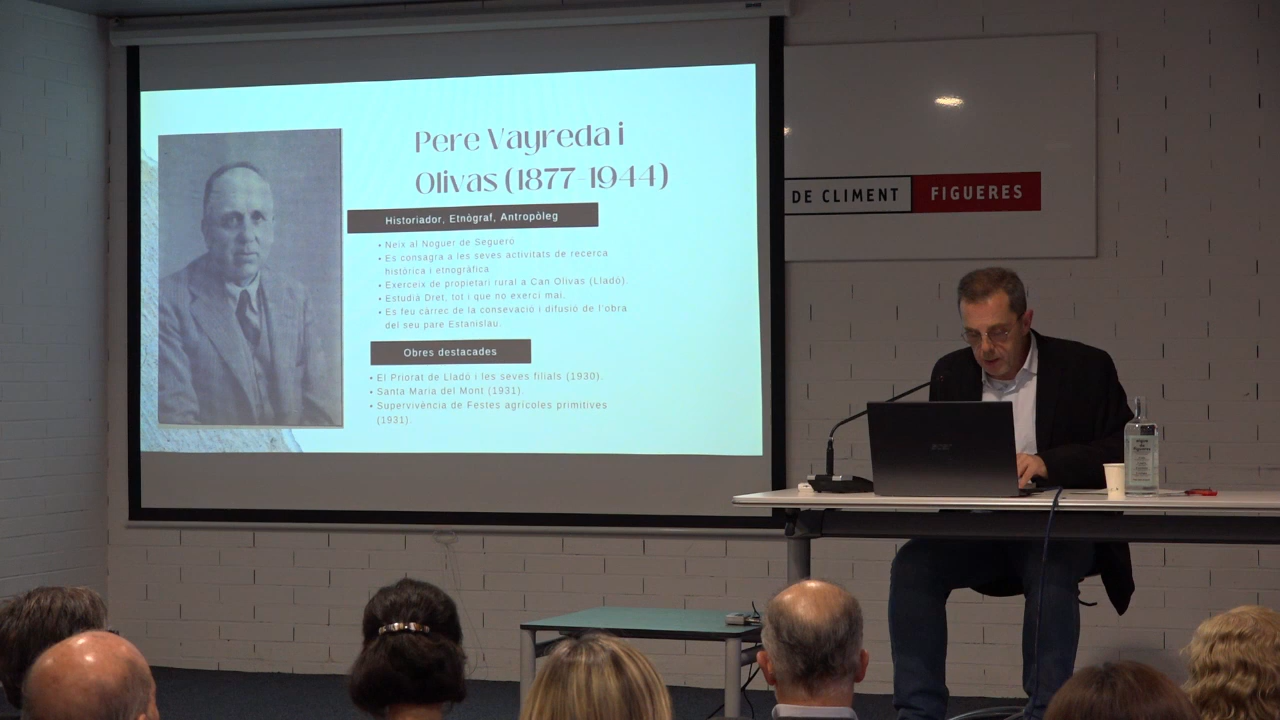 Pere Vayreda i
Olivas (1877-1944)
Historiador, Etnògraf, Antropòleg
• Neix al Noguer de Segueró
• Es consagra a les seves activitats de recerca
històrica i etnogràfica
• Exerceix de propietari rural a Can Olivas (Lladó).
• Estudià Dret, tot i que no exercí mai.
• Es feu càrrec de la consevació i difusió de l'obra
del seu pare Estanislau.
Obres destacades
• El Priorat de Lladó i les seves filials (1930).
• Santa Maria del Mont (1931).
• Supervivència de Festes agrícoles primitives
(1931).
DE CLIMENT FIGUERES